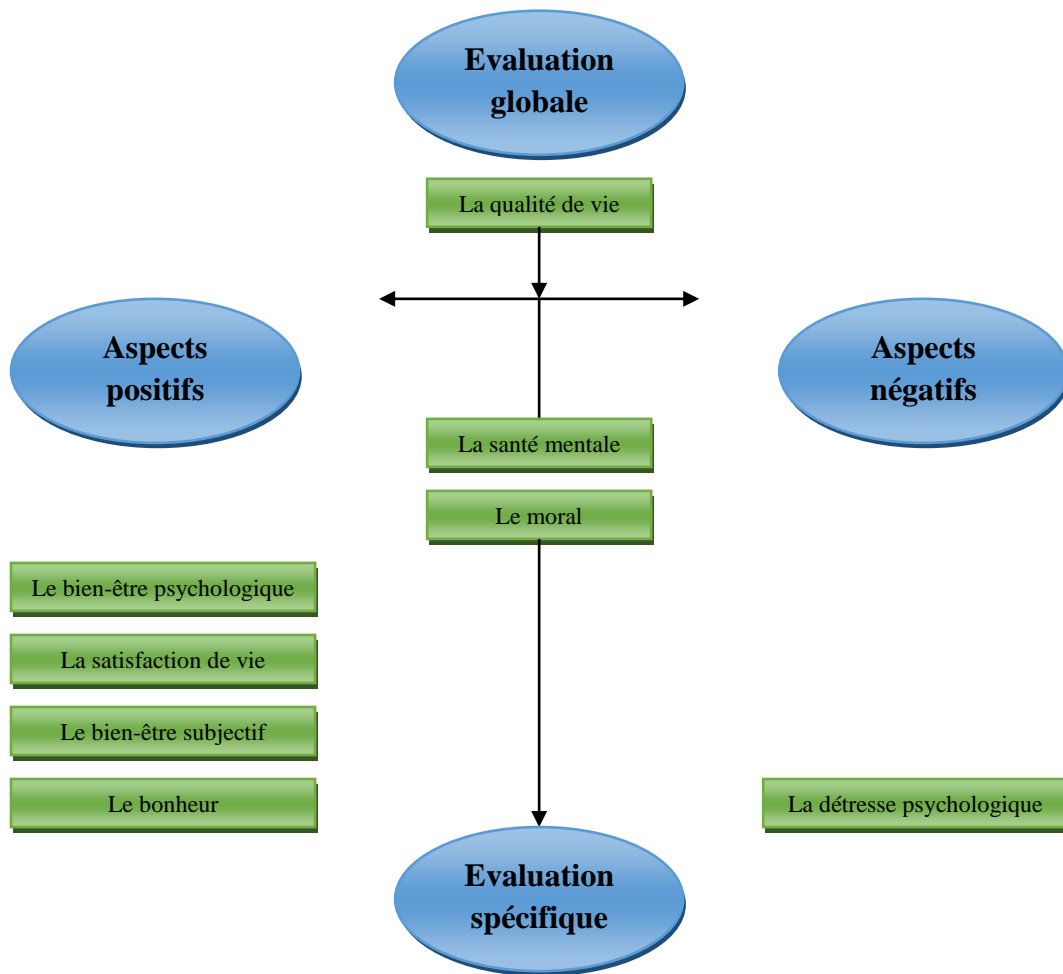 Evaluation
globale
La qualité de vie
Aspects
positifs
Aspects
négatifs
La santé mentale
Le moral
Le bien-être psychologique
La satisfaction de vie
Le bien-être subjectif
Le bonheur
La détresse psychologique
Evaluation
spécifique